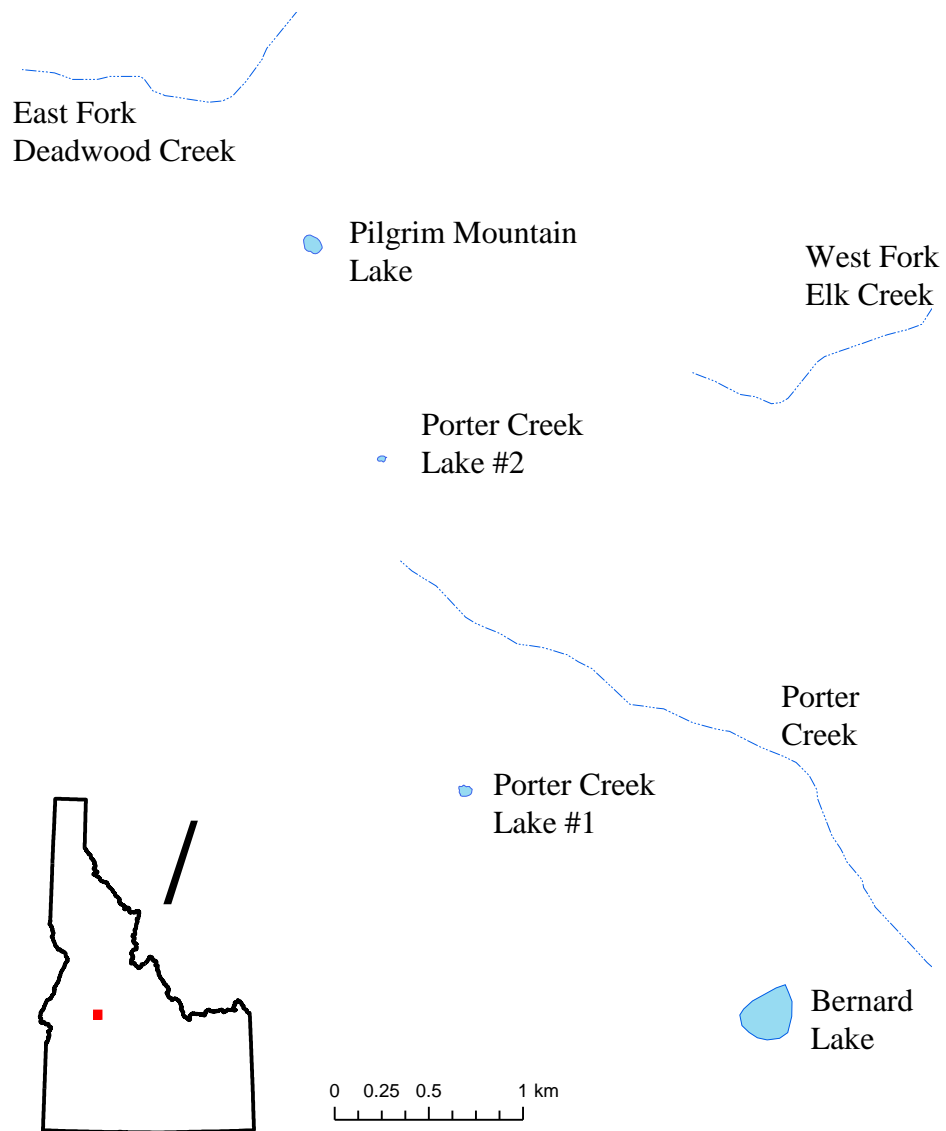 East Fork
Deadwood Creek
Pilgrim Mountain
Lake
West Fork
Elk Creek
Porter Creek
Lake #2
Porter
Creek
Porter Creek
Lake #1
Bernard
Lake
0 0.25 0.5 1 km